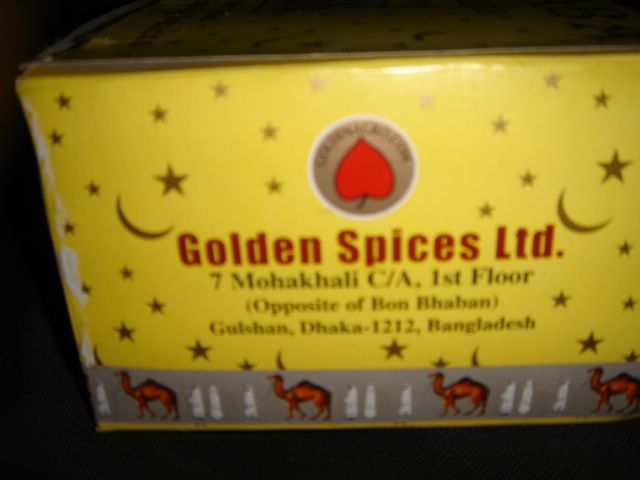 Golden Spices Ltd.
7 Mohakhali C/A, 1st Floor
(Opposite of Bon Bhaban)
Gulshan, Dhaka-1212, Bangladesh